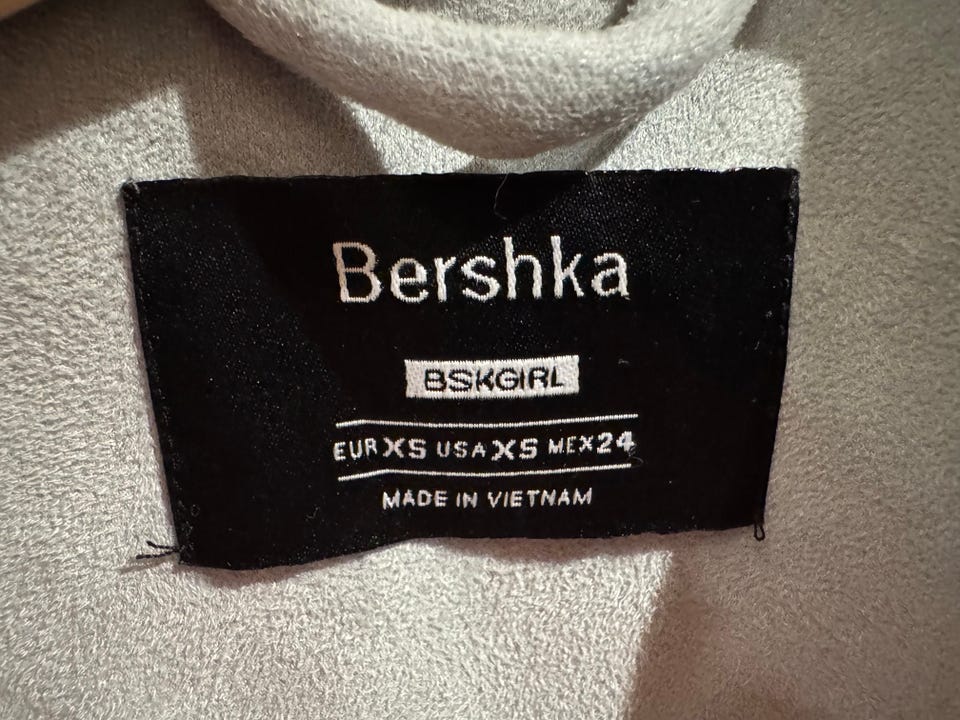 Bershka
BSKGIRL
EUR XS USA XS MEX 24
MADE IN VIETNAM